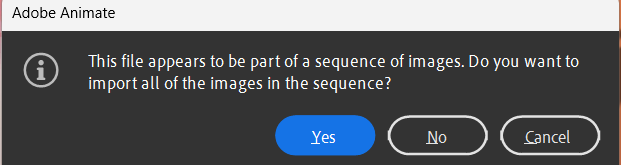 Adobe Animate
This file appears to be part of a sequence of images. Do you want to
import all of the images in the sequence?
Yes
No
Cancel